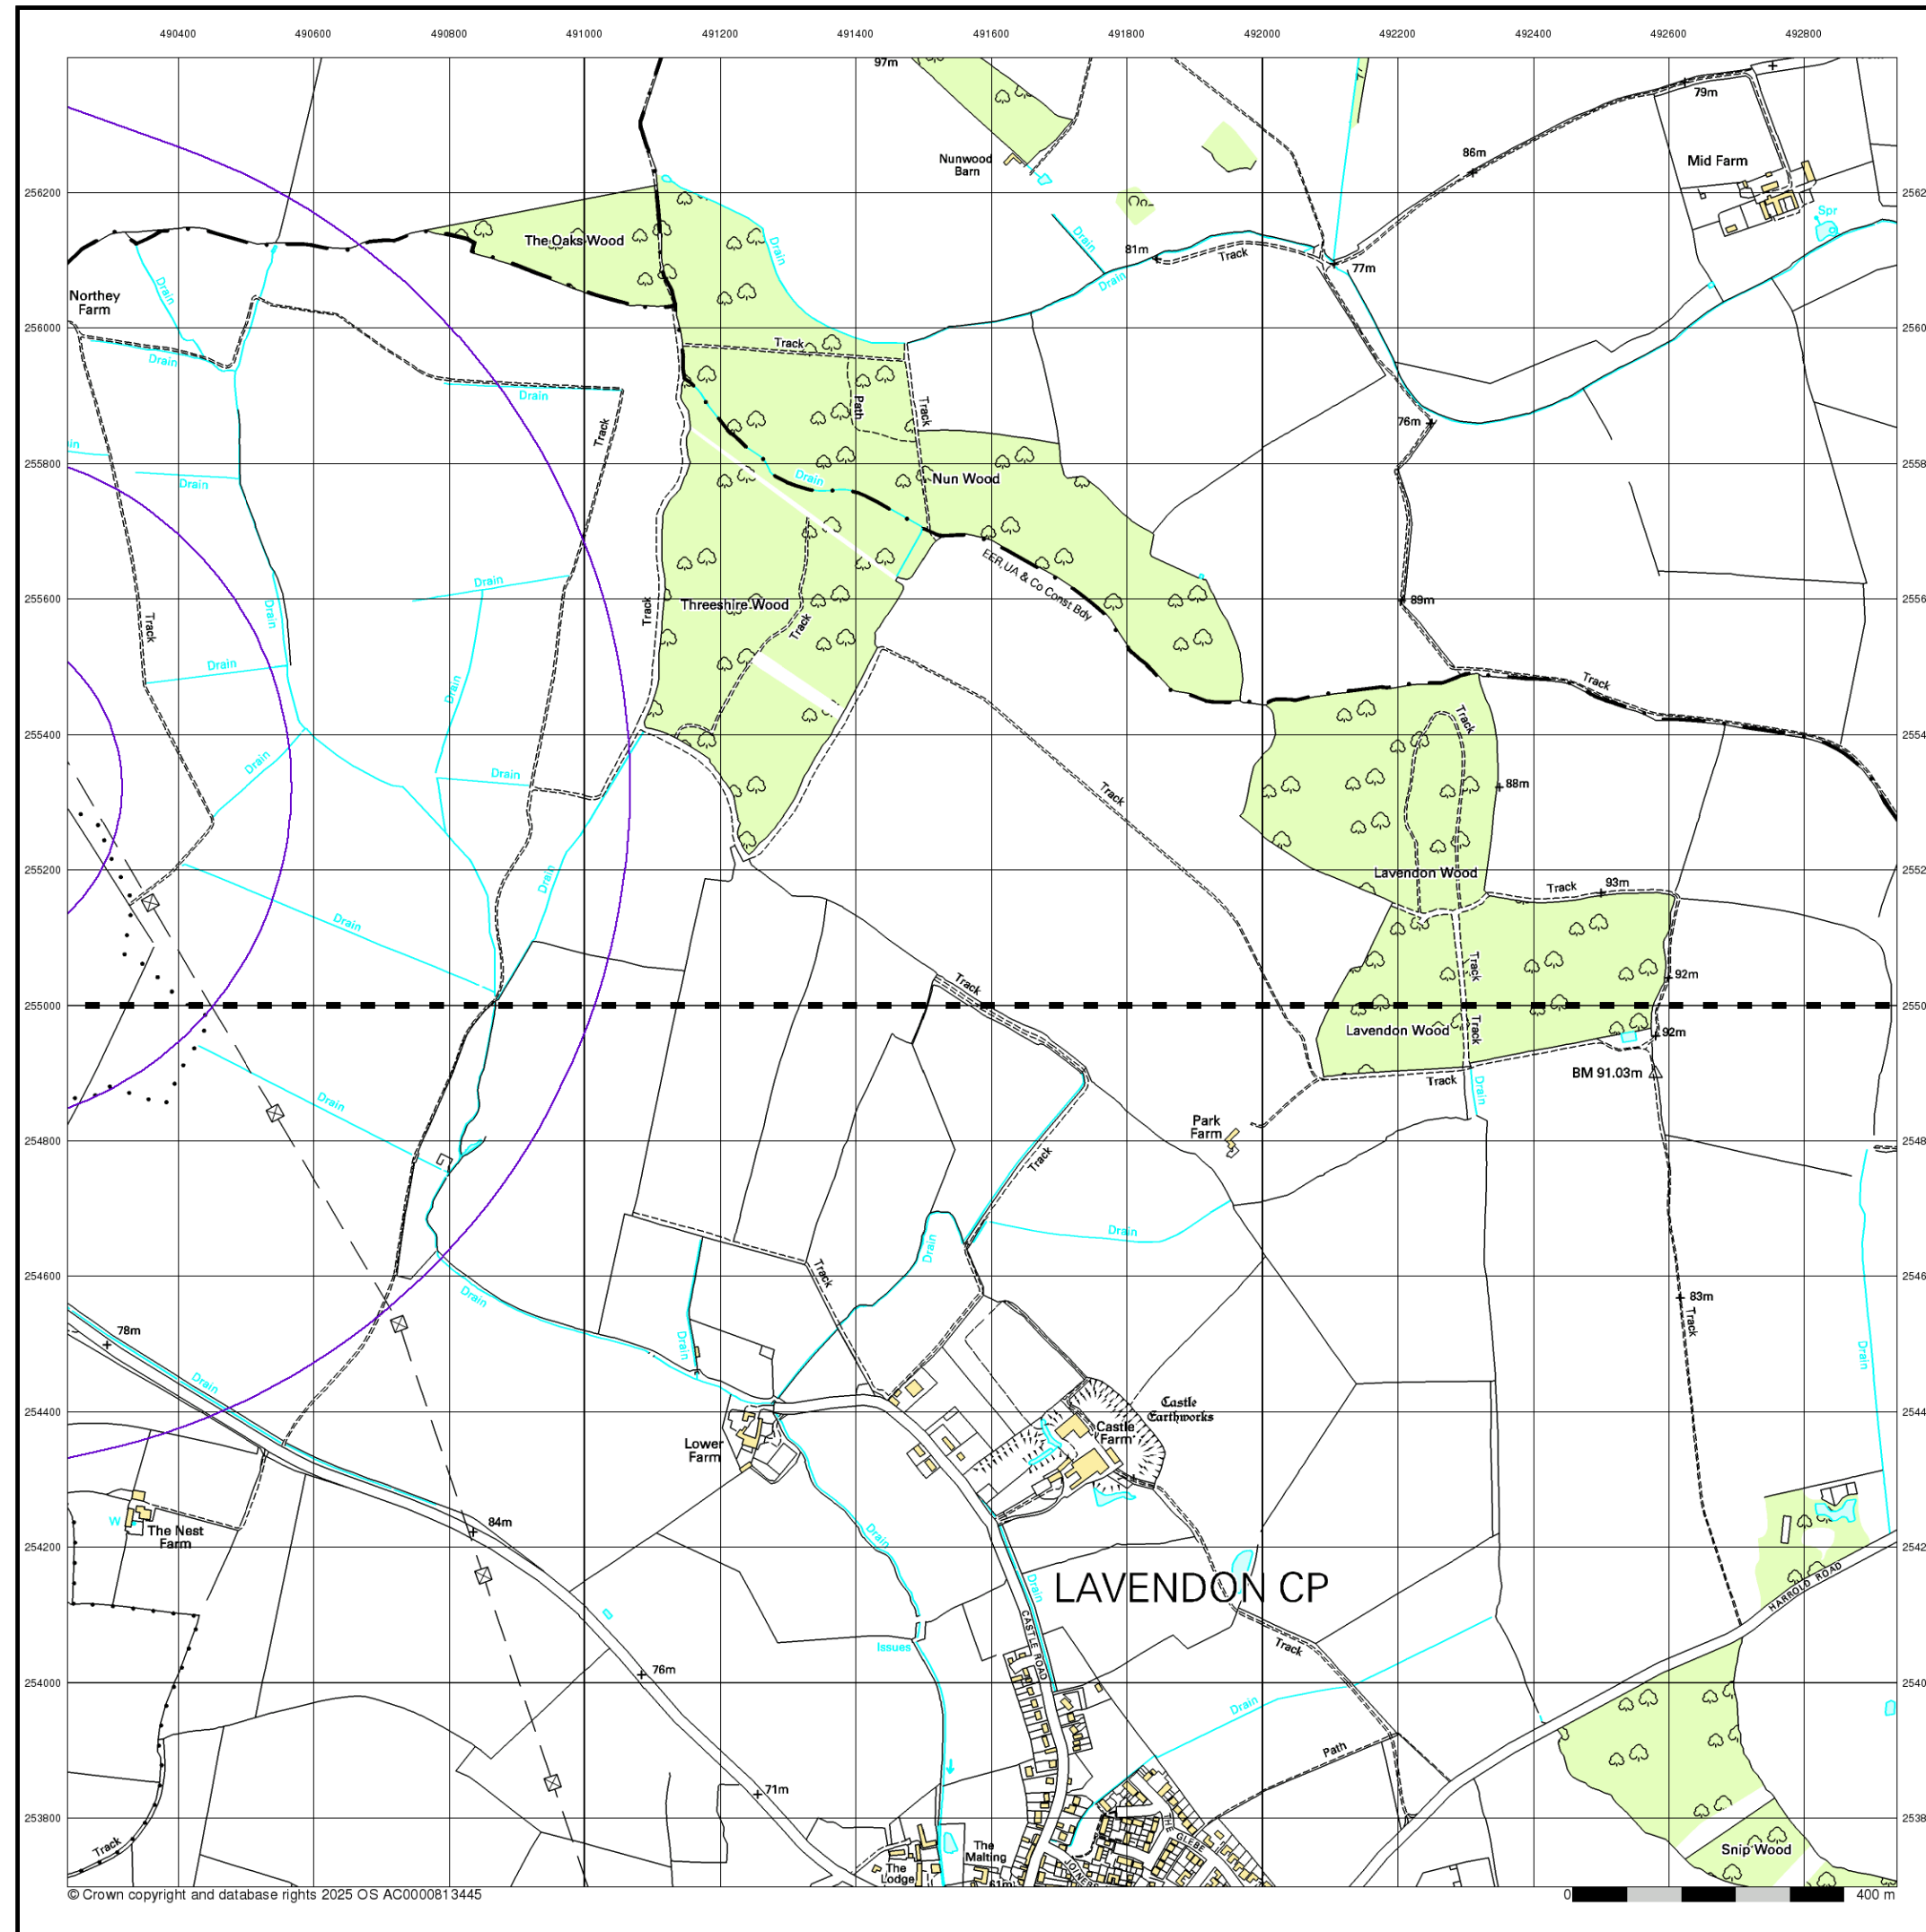 490400 490600 490800 491000 491200 491400 491600 491800 492000 492200 492400 492600 492800
97m
79m
86m
Mid Farm
Nunwood
Barn
256200
Spr
The Oaks Wood
Drain
Drain
81m
Track
77m
Drain
Drain
Northey
Farm
256000
Track
Drain
Drain
Path
Track
Track
76m
255800
Drain
Drain
Nun Wood
EER,UA & Co Const Bdy
Drain
255600
Drain
Track
Threeshire Wood
89m
Track
Track
Drain
Drain
Track
Track
255400
Drain
Drain
88m
Track
255200
Drain
Lavendon Wood
Track
93m
Drain
Track
Track
92m
255000
Lavendon Wood
Track
92m
Drain
Track
BM 91.03m
Drain
Park
Farm
254800
Track
Drain
Drain
254600
Drain
Track
83m
Track
78m
Drain
Drain
Drain
254400
Castle
Earthworks
Castle
Farm
Lower
Farm
W
The Nest
Farm
84m
Drain
254200
LAVENDON CP
Drain
HARROLD ROAD
CASTLE ROAD
Issues
Track
76m
254000
Drain
Path
71m
253800
Track
The
Malting
The
Lodge
THE
GLEBE
JOINERS
61m
Snip Wood
© Crown copyright and database rights 2025 OS AC0000813445
0 400 m